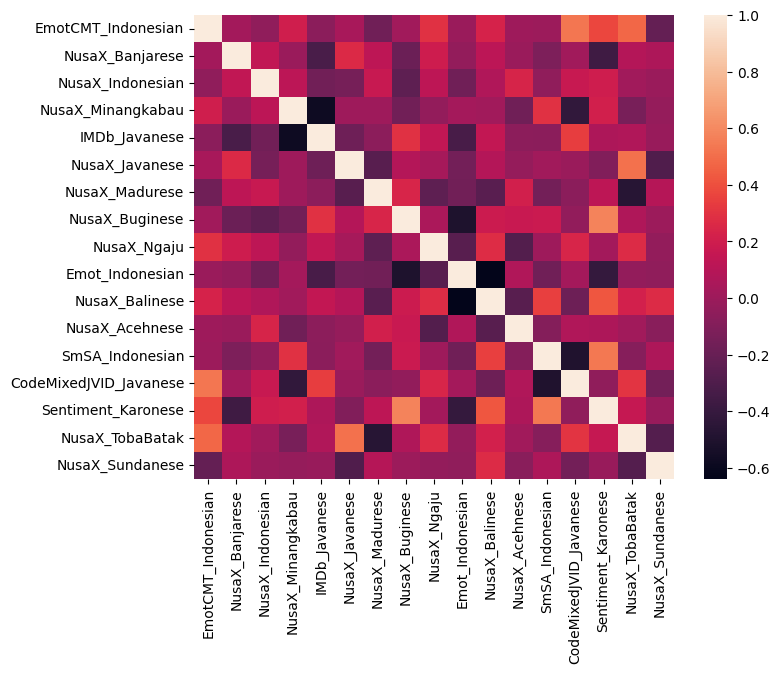 EmotCMT_Indonesian
NusaX_Banjarese
NusaX_Indonesian
NusaX_Minangkabau
IMDb_Javanese
NusaX_Javanese
NusaX_Madurese
NusaX_Buginese
NusaX_Ngaju
Emot_Indonesian
NusaX_Balinese
NusaX_Acehnese
SmSA_Indonesian
CodeMixedJVID_Javanese
Sentiment_Karonese
NusaX_TobaBatak
NusaX_Sundanese
EmotCMT_Indonesian
NusaX_Banjarese
NusaX_Indonesian
NusaX_Minangkabau
IMDb_Javanese
NusaX_Javanese
NusaX_Madurese
NusaX_Buginese
NusaX_Ngaju
Emot_Indonesian
NusaX_Balinese
NusaX_Acehnese
SmSA_Indonesian
CodeMixedJVID_Javanese
Sentiment_Karonese
NusaX_TobaBatak
NusaX_Sundanese
1.0
0.8
0.6
0.4
0.2
0.0
−0.2
−0.4
−0.6